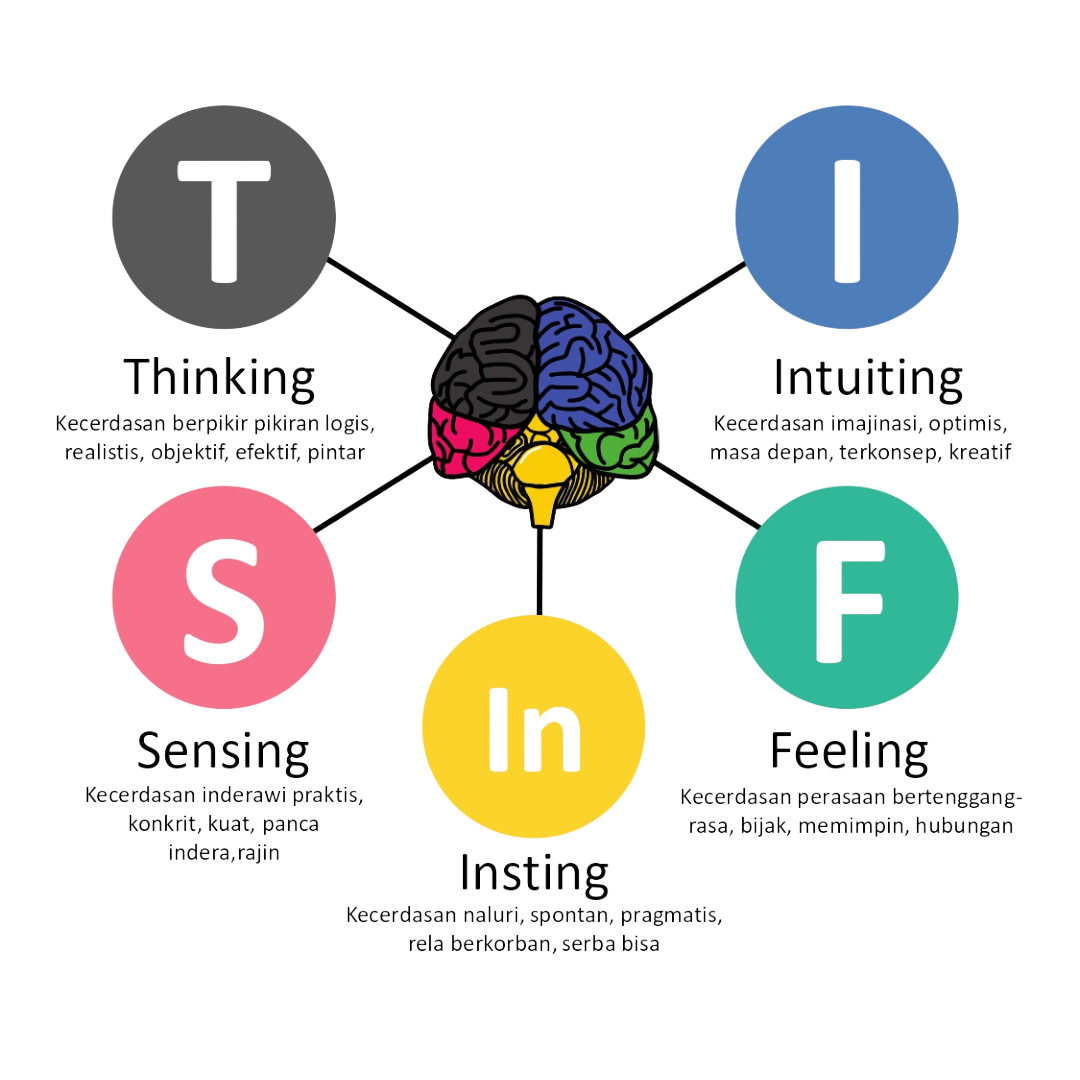 T
Thinking
Kecerdasan berpikir pikiran logis,
realistis, objektif, efektif, pintar
I
Intuiting
Kecerdasan imajinasi, optimis,
masa depan, terkonsep, kreatif
S
Sensing
Kecerdasan inderawi praktis,
konkrit, kuat, panca
indera,rajin
In
Insting
Kecerdasan naluri, spontan, pragmatis,
rela berkorban, serba bisa
F
Feeling
Kecerdasan perasaan bertenggang-
rasa, bijak, memimpin, hubungan